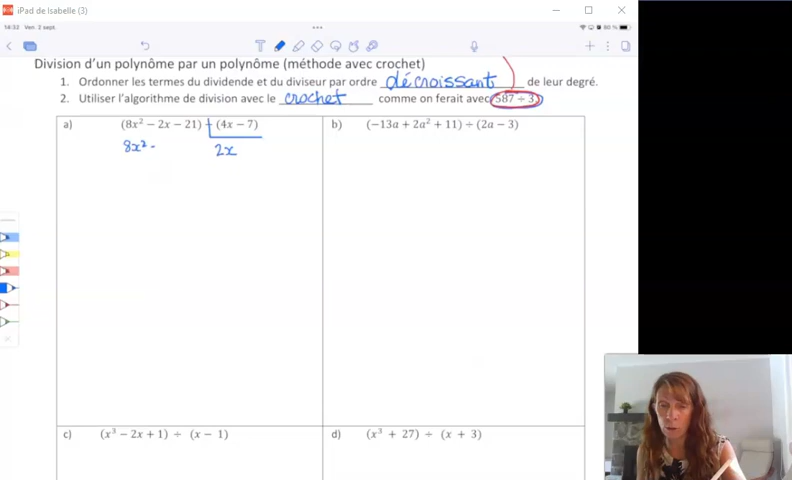 iPad de Isabelle (3)
14:32 Ven. 2 sept.
50 %
Division d'un polynôme par un polynôme (méthode avec crochet)
1. Ordonner les termes du dividende et du diviseur par ordre décroissant de leur degré.
2. Utiliser l'algorithme de division avec le crochet comme on ferait avec 587 ÷ 3
a) (8x² − 2x − 21) ÷ (4x − 7)
8x² - 2x
b) (−13a + 2a² + 11) ÷ (2a − 3)
c) (x³ − 2x + 1) ÷ (x − 1)
d) (x³ + 27) ÷ (x + 3)